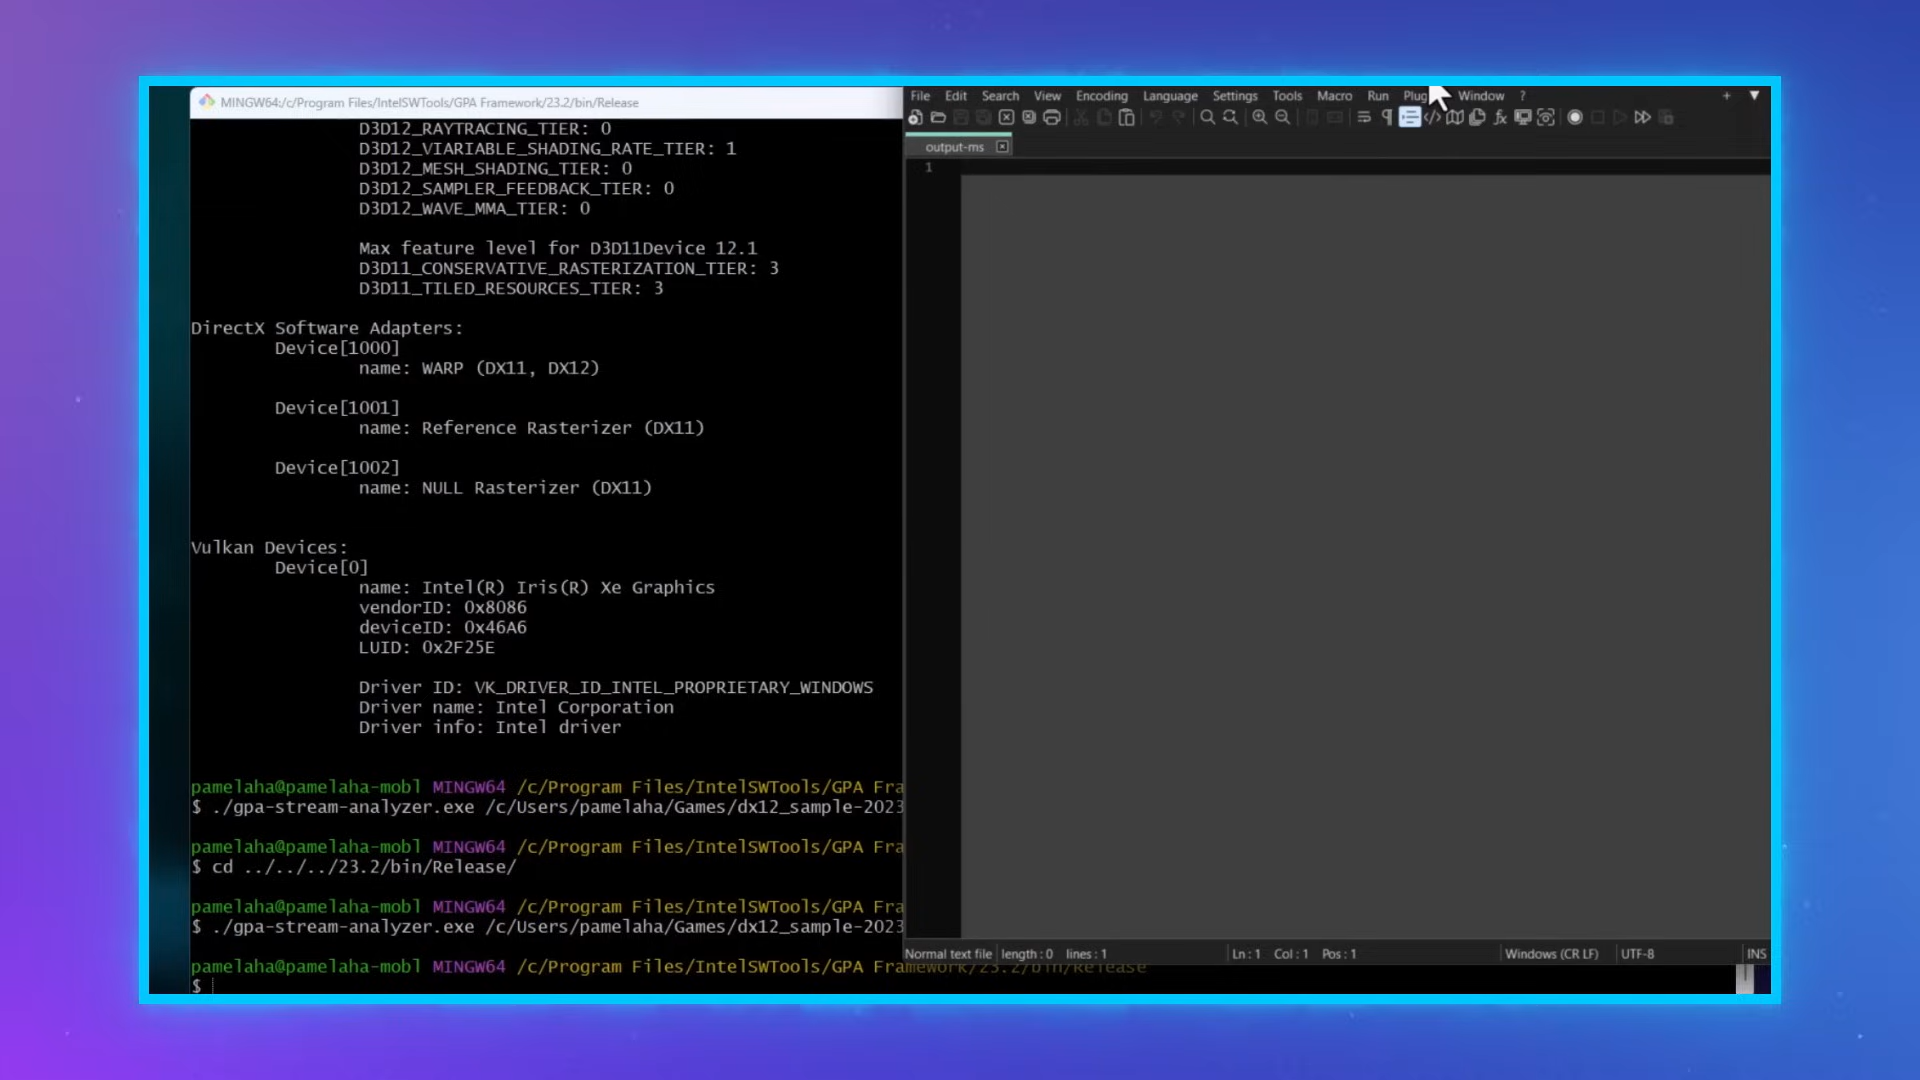 MINGW64:/c/Program Files/IntelSWTools/GPA Framework/23.2/bin/Release
D3D12_RAYTRACING_TIER: 0
D3D12_VIARIABLE_SHADING_RATE_TIER: 1
D3D12_MESH_SHADING_TIER: 0
D3D12_SAMPLER_FEEDBACK_TIER: 0
D3D12_WAVE_MMA_TIER: 0
Max feature level for D3D11Device 12.1
D3D11_CONSERVATIVE_RASTERIZATION_TIER: 3
D3D11_TILED_RESOURCES_TIER: 3
DirectX Software Adapters:
Device[1000]
name: WARP (DX11, DX12)
Device[1001]
name: Reference Rasterizer (DX11)
Device[1002]
name: NULL Rasterizer (DX11)
Vulkan Devices:
Device[0]
name: Intel(R) Iris(R) Xe Graphics
vendorID: 0x8086
deviceID: 0x46A6
LUID: 0x2F25E
Driver ID: VK_DRIVER_ID_INTEL_PROPRIETARY_WINDOWS
Driver name: Intel Corporation
Driver info: Intel driver
pamelaha@pamelaha-mobl MINGW64 /c/Program Files/IntelSWTools/GPA Fra
$ ./gpa-stream-analyzer.exe /c/Users/pamelaha/Games/dx12_sample-2023
pamelaha@pamelaha-mobl MINGW64 /c/Program Files/IntelSWTools/GPA Fra
$ cd ../../../23.2/bin/Release/
pamelaha@pamelaha-mobl MINGW64 /c/Program Files/IntelSWTools/GPA Fra
$ ./gpa-stream-analyzer.exe /c/Users/pamelaha/Games/dx12_sample-2023
pamelaha@pamelaha-mobl MINGW64 /c/Program Files/IntelSWTools/GPA Framework/23.2/bin/Release
$
File Edit Search View Encoding Language Settings Tools Macro Run Plug Window ?
output-ms
1
Normal text file length : 0 lines : 1 Ln : 1 Col : 1 Pos : 1 Windows (CR LF) UTF-8 INS